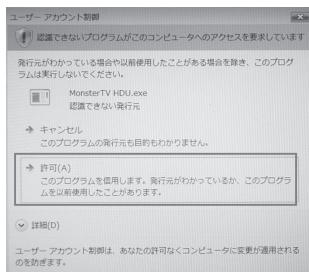 ユーザー アカウント制御
認識できないプログラムがこのコンピュータへのアクセスを要求しています
発行元がわかっている場合や以前使用したことがある場合を除き、このプログ
ラムは実行しないでください。
MonsterTV HDU.exe
認識できない発行元
キャンセル
このプログラムの発行元も目的もわかりません。
許可(A)
このプログラムを信用します。発行元がわかっているか、このプログラ
ムを以前使用したことがあります。
詳細(D)
ユーザー アカウント制御は、あなたの許可なくコンピュータに変更が適用される
のを防ぎます。